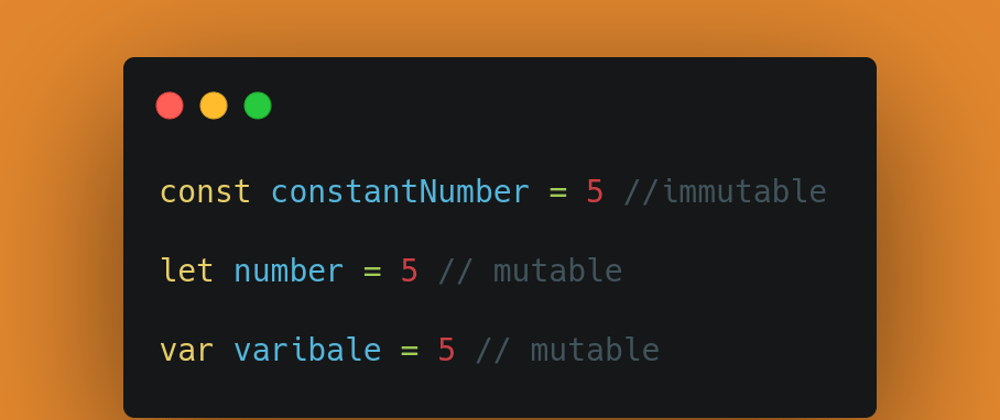 const constantNumber = 5 //immutable
let number = 5 // mutable
var varibale = 5 // mutable